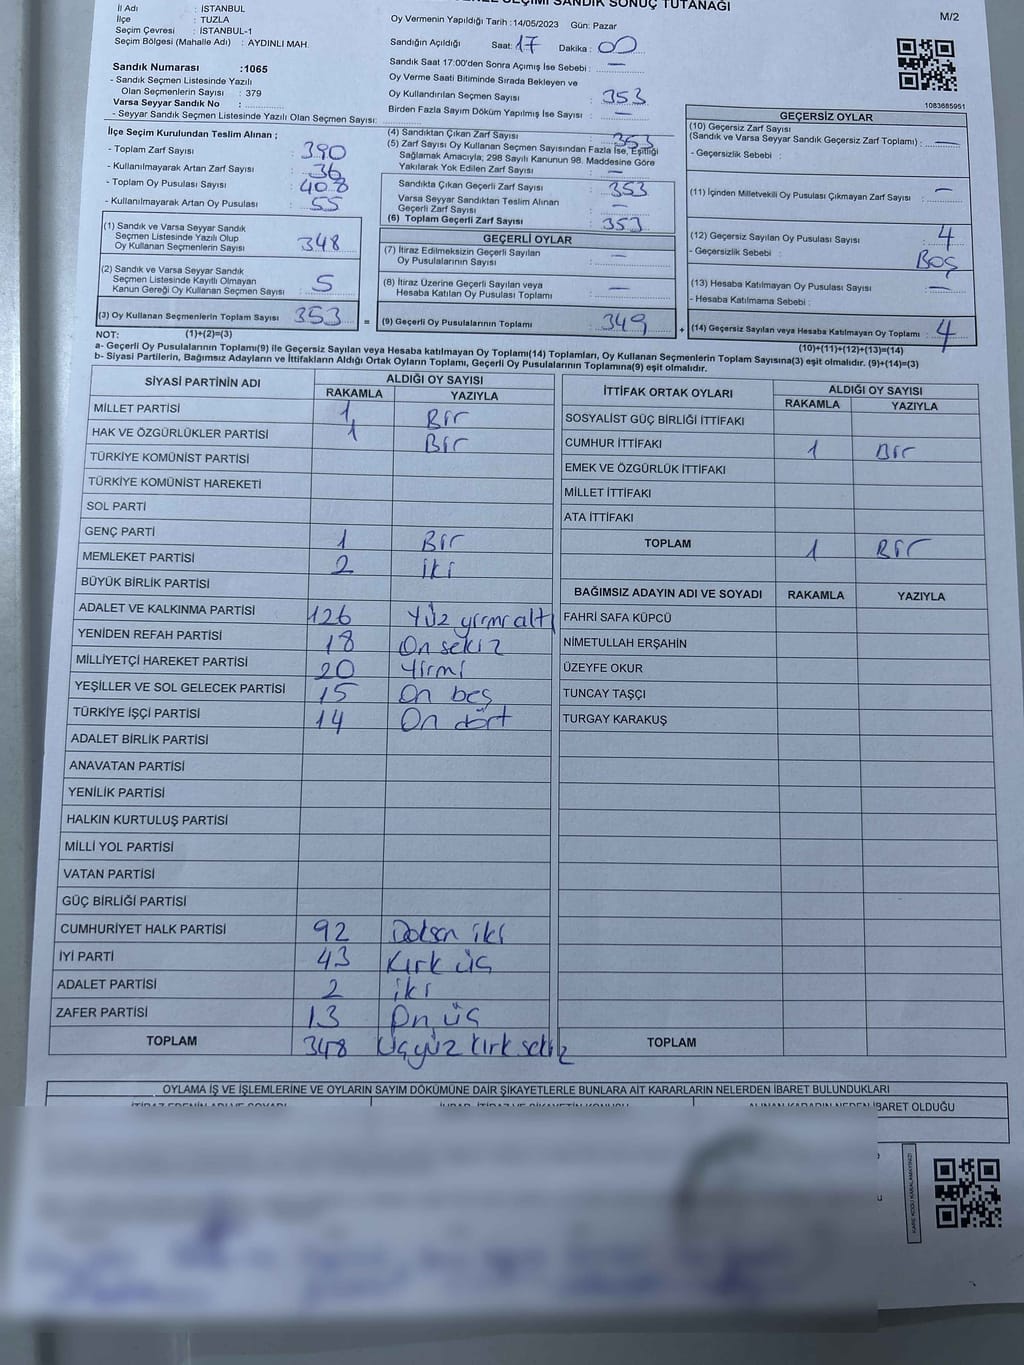 SEÇİMİ SANDIK SONUÇ TUTANAĞI
M/2
İl Adı : İSTANBUL
İlçe : TUZLA
Seçim Çevresi : İSTANBUL-1
Seçim Bölgesi (Mahalle Adı) : AYDINLI MAH.
Sandık Numarası :1065
- Sandık Seçmen Listesinde Yazılı
Olan Seçmenlerin Sayısı : 379
Varsa Seyyar Sandık No :
- Seyyar Sandık Seçmen Listesinde Yazılı Olan Seçmen Sayısı:
Oy Vermenin Yapıldığı Tarih :14/05/2023 Gün: Pazar
Sandığın Açıldığı Saat: 17 Dakika : 00
Sandık Saat 17:00'den Sonra Açımış İse Sebebi : —
Oy Verme Saati Bitiminde Sırada Bekleyen ve
Oy Kullandırılan Seçmen Sayısı : 353
Birden Fazla Sayım Döküm Yapılmış İse Sayısı : —
1083685951
İlçe Seçim Kurulundan Teslim Alınan ;
- Toplam Zarf Sayısı : 390
- Kullanılmayarak Artan Zarf Sayısı : 36
- Toplam Oy Pusulası Sayısı : 408
- Kullanılmayarak Artan Oy Pusulası : 55
(1) Sandık ve Varsa Seyyar Sandık
Seçmen Listesinde Yazılı Olup
Oy Kullanan Seçmenlerin Sayısı : 348
(2) Sandık ve Varsa Seyyar Sandık
Seçmen Listesinde Kayıtlı Olmayan
Kanun Gereği Oy Kullanan Seçmen Sayısı : 5
(3) Oy Kullanan Seçmenlerin Toplam Sayısı : 353 =
(4) Sandıktan Çıkan Zarf Sayısı : 353
(5) Zarf Sayısı Oy Kullanan Seçmen Sayısından Fazla İse, Eşitliği
Sağlamak Amacıyla; 298 Sayılı Kanunun 98. Maddesine Göre
Yakılarak Yok Edilen Zarf Sayısı : —
Sandıkta Çıkan Geçerli Zarf Sayısı : 353
Varsa Seyyar Sandıktan Teslim Alınan
Geçerli Zarf Sayısı : —
(6) Toplam Geçerli Zarf Sayısı : 353
GEÇERLİ OYLAR
(7) İtiraz Edilmeksizin Geçerli Sayılan
Oy Pusulalarının Sayısı : —
(8) İtiraz Üzerine Geçerli Sayılan veya
Hesaba Katılan Oy Pusulası Toplamı : —
(9) Geçerli Oy Pusulalarının Toplamı : 349 +
GEÇERSİZ OYLAR
(10) Geçersiz Zarf Sayısı
(Sandık ve Varsa Seyyar Sandık Geçersiz Zarf Toplamı) : —
- Geçersizlik Sebebi :
(11) İçinden Milletvekili Oy Pusulası Çıkmayan Zarf Sayısı : —
(12) Geçersiz Sayılan Oy Pusulası Sayısı : 4
- Geçersizlik Sebebi : Boş
(13) Hesaba Katılmayan Oy Pusulası Sayısı : —
- Hesaba Katılmama Sebebi :
(14) Geçersiz Sayılan veya Hesaba Katılmayan Oy Toplamı : 4
NOT: (1)+(2)=(3)
(10)+(11)+(12)+(13)=(14)
a- Geçerli Oy Pusulalarının Toplamı(9) ile Geçersiz Sayılan veya Hesaba katılmayan Oy Toplamı(14) Toplamları, Oy Kullanan Seçmenlerin Toplam Sayısına(3) eşit olmalıdır. (9)+(14)=(3)
b- Siyasi Partilerin, Bağımsız Adayların ve İttifakların Aldığı Ortak Oyların Toplamı, Geçerli Oy Pusulalarının Toplamına(9) eşit olmalıdır.
SİYASİ PARTİNİN ADI ALDIĞI OY SAYISI
RAKAMLA YAZIYLA
MİLLET PARTİSİ 1 Bir
HAK VE ÖZGÜRLÜKLER PARTİSİ 1 Bir
TÜRKİYE KOMÜNİST PARTİSİ
TÜRKİYE KOMÜNİST HAREKETİ
SOL PARTİ
GENÇ PARTİ 1 Bir
MEMLEKET PARTİSİ 2 iki
BÜYÜK BİRLİK PARTİSİ
ADALET VE KALKINMA PARTİSİ 126 Yüz yirmi altı
YENİDEN REFAH PARTİSİ 18 On sekiz
MİLLİYETÇİ HAREKET PARTİSİ 20 Yirmi
YEŞİLLER VE SOL GELECEK PARTİSİ 15 On beş
TÜRKİYE İŞÇİ PARTİSİ 14 On dört
ADALET BİRLİK PARTİSİ
ANAVATAN PARTİSİ
YENİLİK PARTİSİ
HALKIN KURTULUŞ PARTİSİ
MİLLİ YOL PARTİSİ
VATAN PARTİSİ
GÜÇ BİRLİĞİ PARTİSİ
CUMHURİYET HALK PARTİSİ 92 Doksan iki
İYİ PARTİ 43 Kırk üç
ADALET PARTİSİ 2 iki
ZAFER PARTİSİ 13 On üç
TOPLAM 348 Üçyüz kırk sekiz
İTTİFAK ORTAK OYLARI ALDIĞI OY SAYISI
RAKAMLA YAZIYLA
SOSYALİST GÜÇ BİRLİĞİ İTTİFAKI
CUMHUR İTTİFAKI 1 Bir
EMEK VE ÖZGÜRLÜK İTTİFAKI
MİLLET İTTİFAKI
ATA İTTİFAKI
TOPLAM 1 Bir
BAĞIMSIZ ADAYIN ADI VE SOYADI RAKAMLA YAZIYLA
FAHRİ SAFA KÜPCÜ
NİMETULLAH ERŞAHİN
ÜZEYFE OKUR
TUNCAY TAŞÇI
TURGAY KARAKUŞ
TOPLAM
OYLAMA İŞ VE İŞLEMLERİNE VE OYLARIN SAYIM DÖKÜMÜNE DAİR ŞİKAYETLERLE BUNLARA AİT KARARLARIN NELERDEN İBARET BULUNDUKLARI
ALINAN KARARIN NEDEN İBARET OLDUĞU